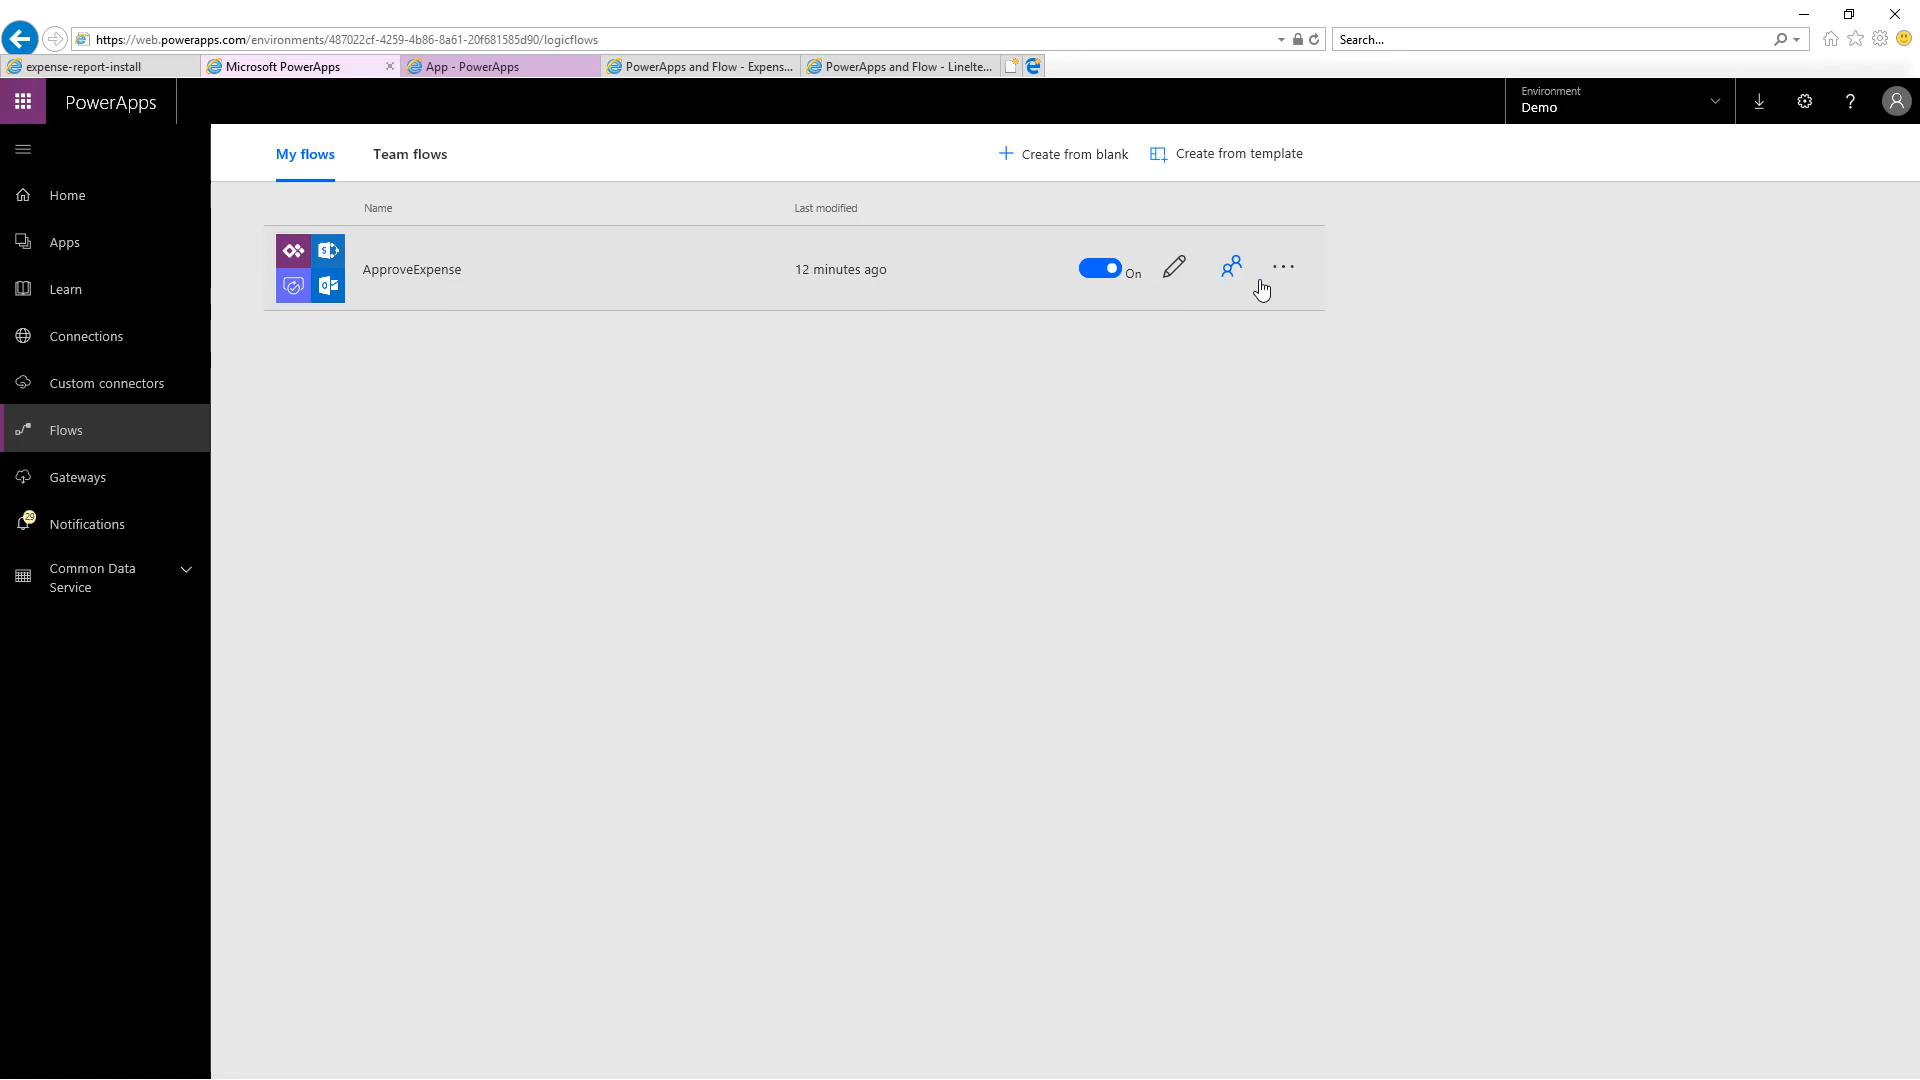 https://web.powerapps.com/environments/487022cf-4259-4b86-8a61-20f681585d90/logicflows
Search...
expense-report-install
Microsoft PowerApps
App - PowerApps
PowerApps and Flow - Expens...
PowerApps and Flow - LineIte...
PowerApps
Environment
Demo
?
My flows
Team flows
Create from blank
Create from template
Home
Apps
Learn
Connections
Custom connectors
Flows
Gateways
29
Notifications
Common Data
Service
Name
Last modified
ApproveExpense
12 minutes ago
On